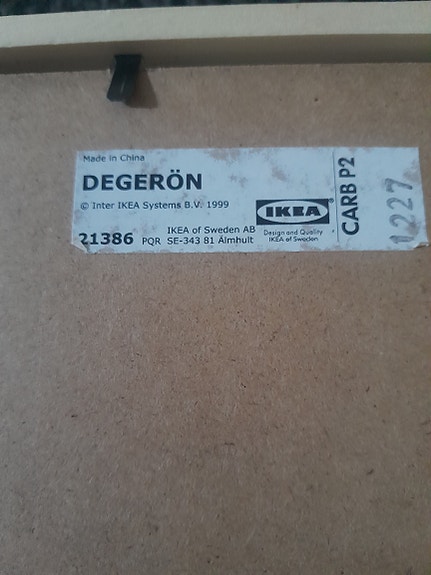 Made in China
DEGERÖN
© Inter IKEA Systems B.V. 1999
IKEA®
IKEA of Sweden AB
Design and Quality
21386 PQR SE-343 81 Älmhult
IKEA of Sweden
CARB P2
1227